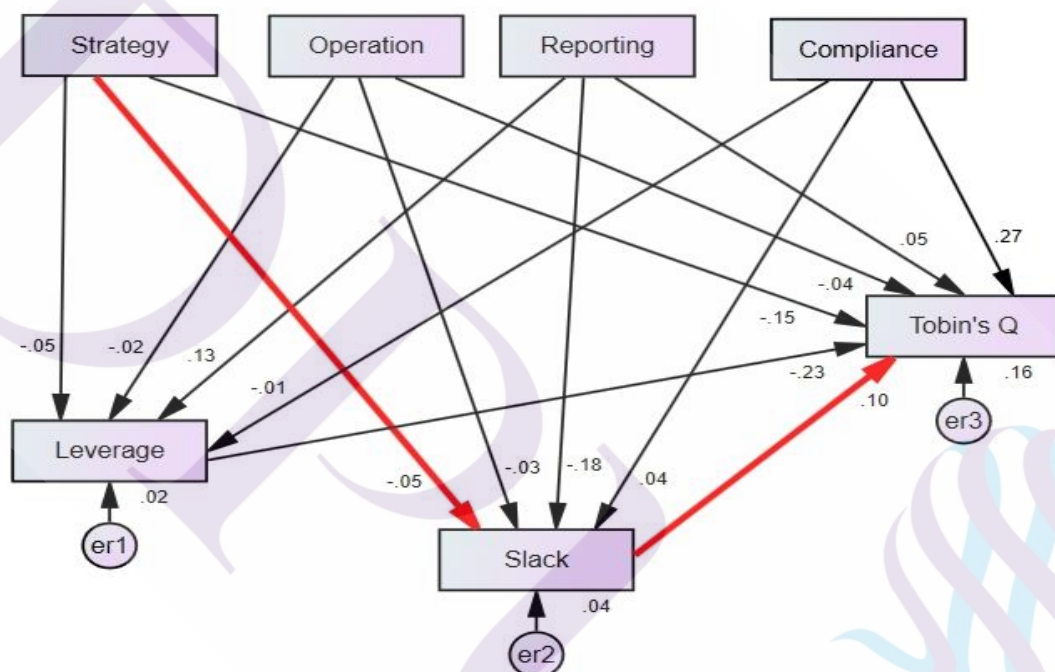 Strategy
Operation
Reporting
Compliance
.05
.27
-.04
-.15
Tobin's Q
-.05
-.02
.13
-.01
-.23
.16
.10
er3
Leverage
.02
-.05
-.03
-.18
.04
er1
Slack
.04
er2